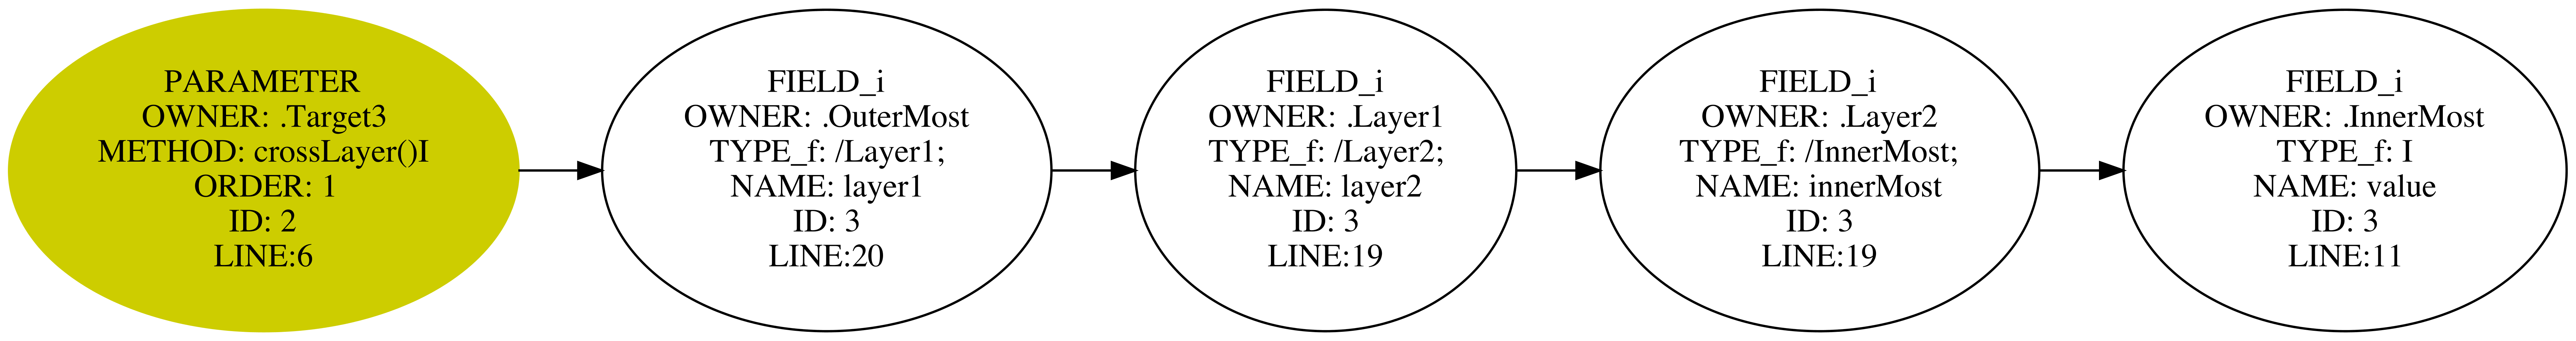 PARAMETER
OWNER: .Target3
METHOD: crossLayer()I
ORDER: 1
ID: 2
LINE:6
FIELD_i
OWNER: .OuterMost
TYPE_f: /Layer1;
NAME: layer1
ID: 3
LINE:20
FIELD_i
OWNER: .Layer1
TYPE_f: /Layer2;
NAME: layer2
ID: 3
LINE:19
FIELD_i
OWNER: .Layer2
TYPE_f: /InnerMost;
NAME: innerMost
ID: 3
LINE:19
FIELD_i
OWNER: .InnerMost
TYPE_f: I
NAME: value
ID: 3
LINE:11